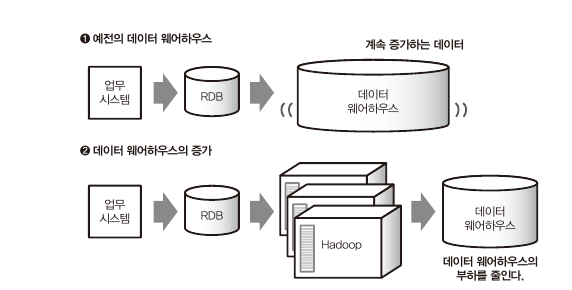 ❶ 예전의 데이터 웨어하우스
계속 증가하는 데이터
업무
시스템
RDB
데이터
웨어하우스
❷ 데이터 웨어하우스의 증가
업무
시스템
RDB
Hadoop
데이터
웨어하우스
데이터 웨어하우스의
부하를 줄인다.